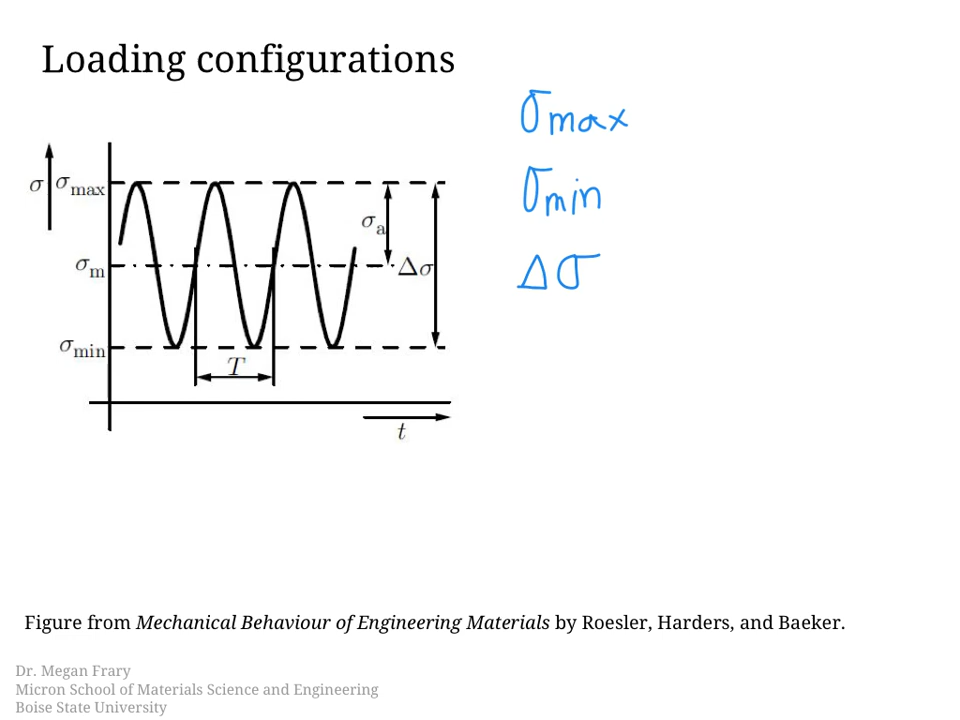 Loading configurations
σmax
σmin
Δσ
σ σmax
σa
σm
Δσ
σmin
T
t
Figure from Mechanical Behaviour of Engineering Materials by Roesler, Harders, and Baeker.
Dr. Megan Frary
Micron School of Materials Science and Engineering
Boise State University